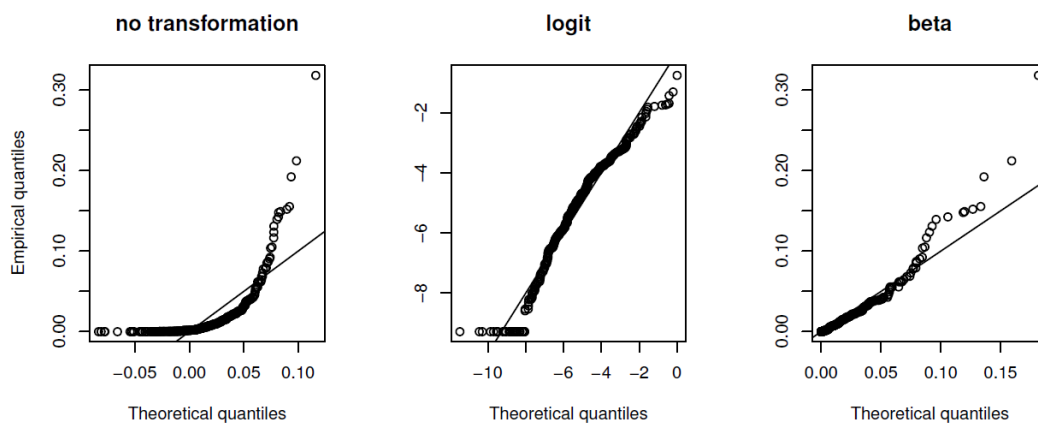 no transformation
logit
beta
Empirical quantiles
0.30
0.20
0.10
0.00
−0.05 0.00 0.05 0.10
Theoretical quantiles
−2
−4
−6
−8
−10 −6 −4 −2 0
Theoretical quantiles
0.30
0.20
0.10
0.00
0.00 0.05 0.10 0.15
Theoretical quantiles